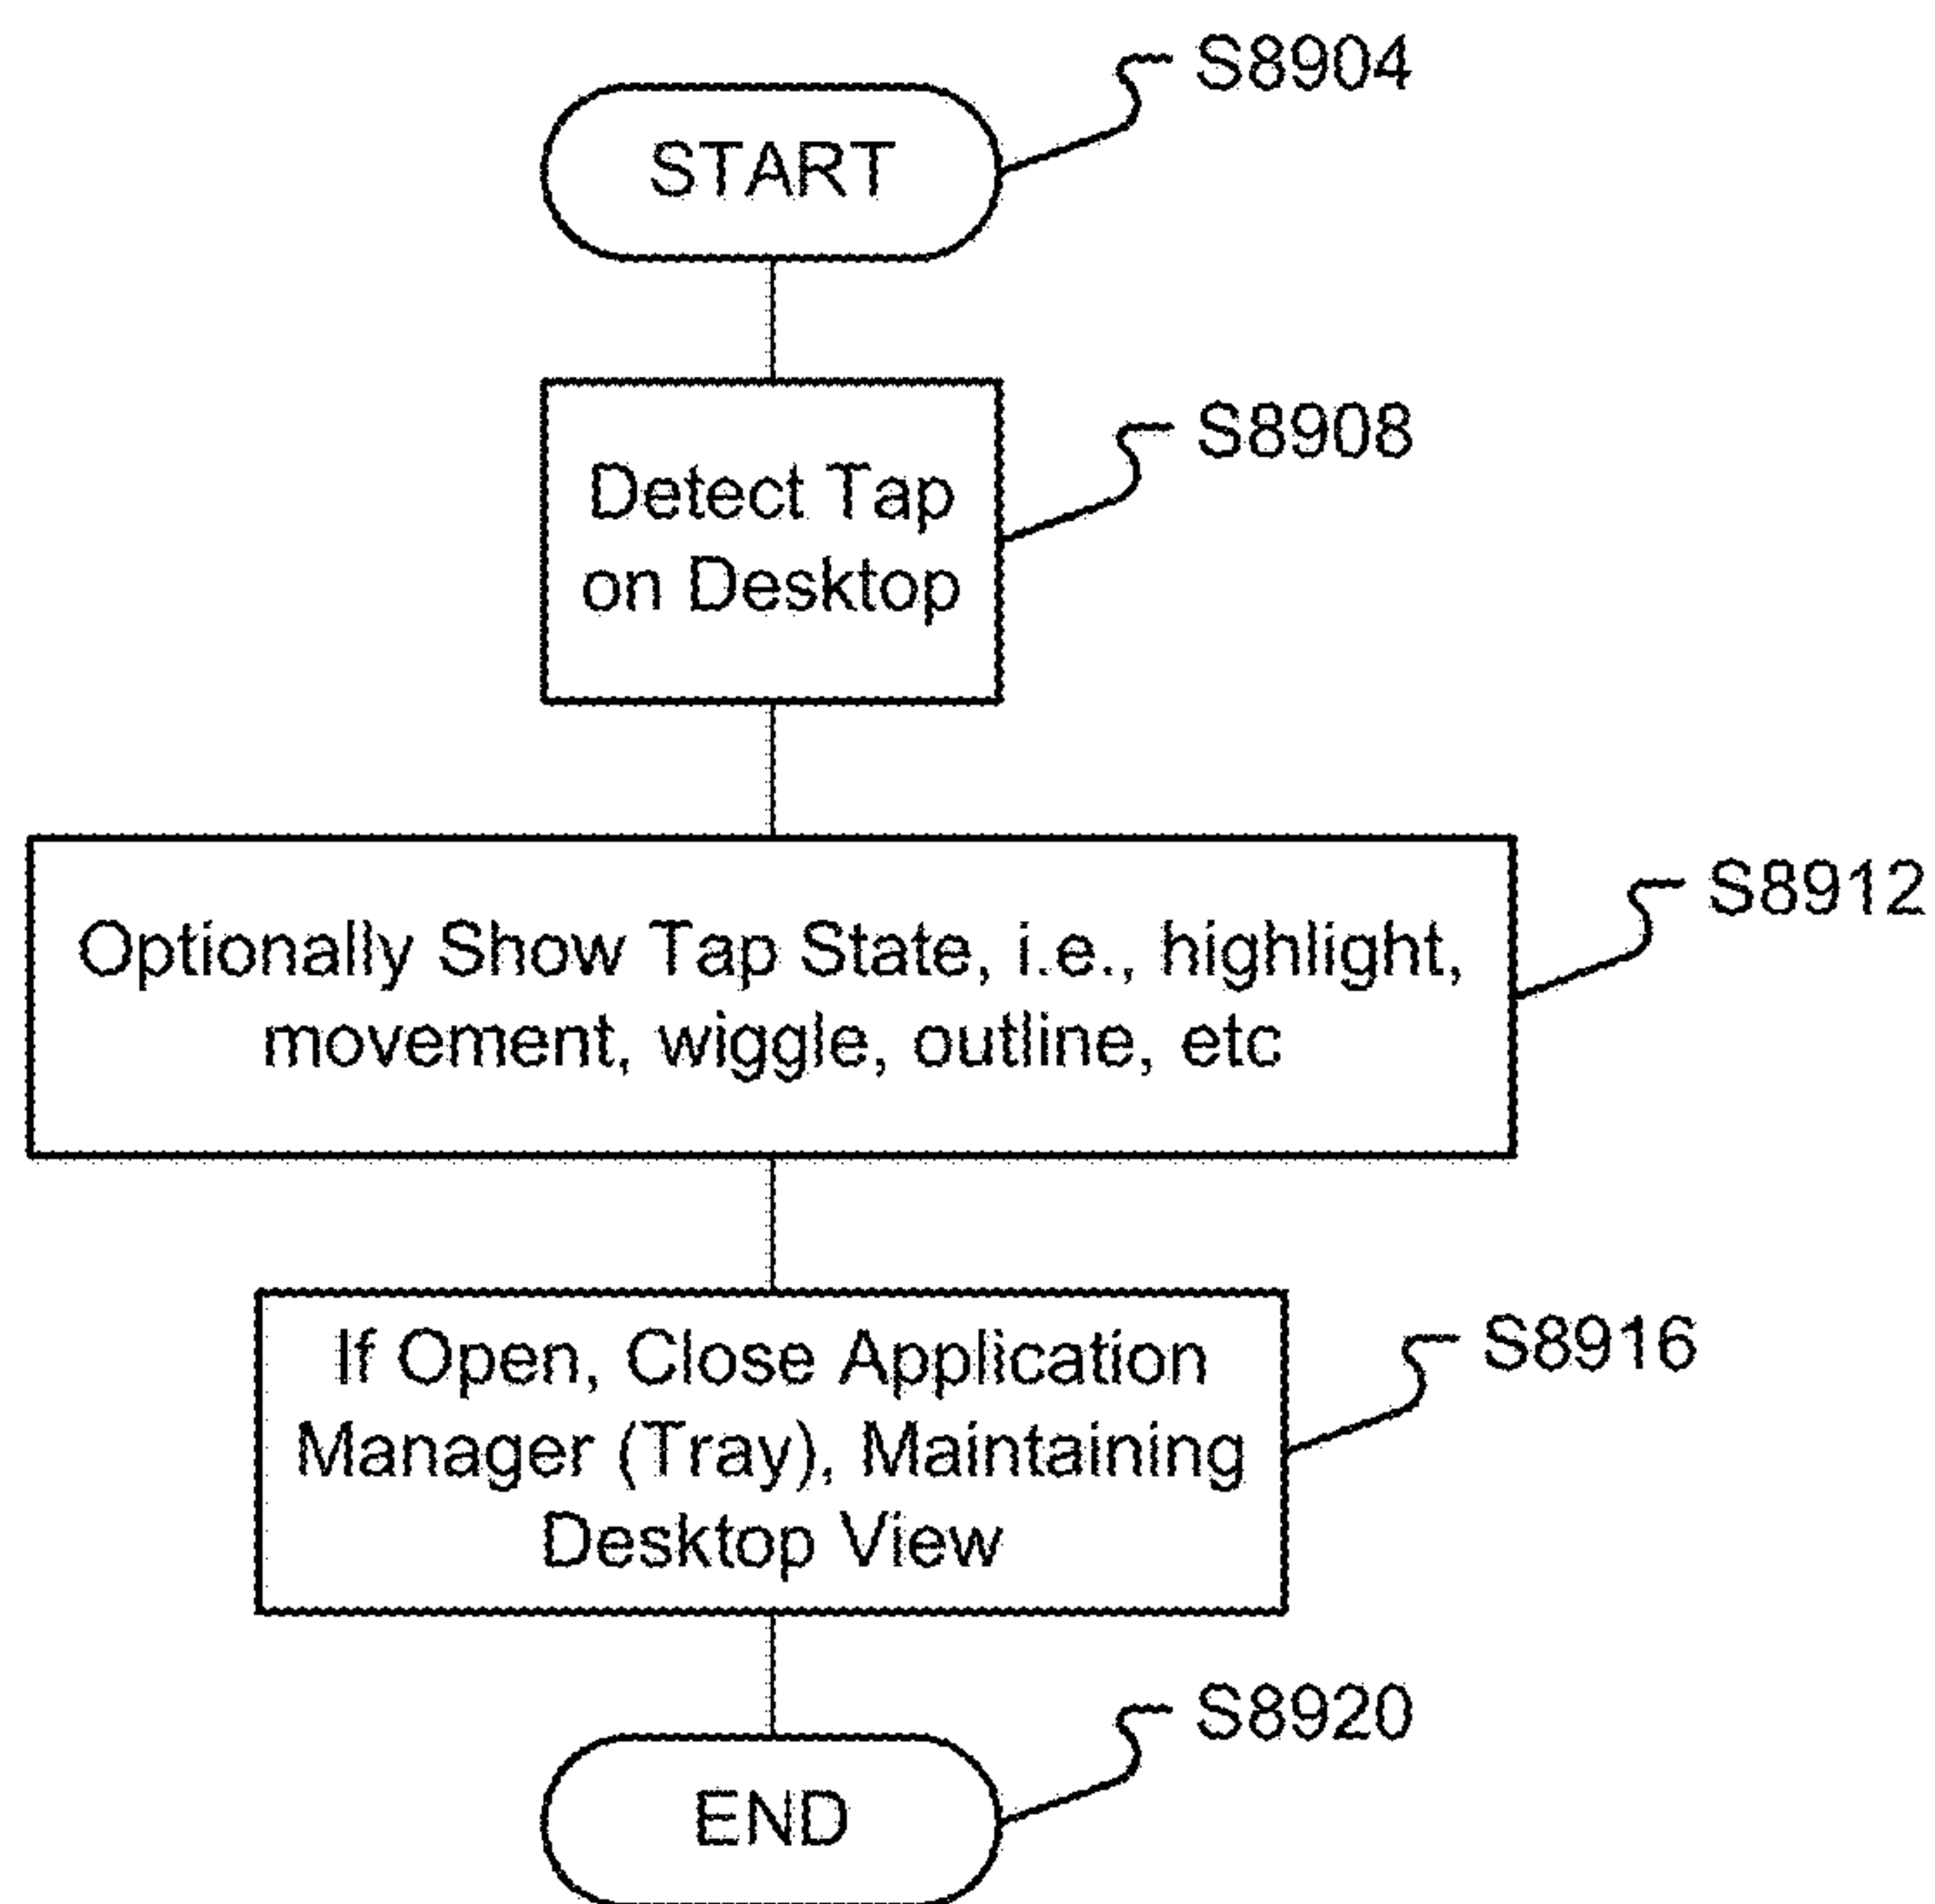 S8904
START
S8908
Detect Tap
on Desktop
S8912
Optionally Show Tap State, i.e., highlight,
movement, wiggle, outline, etc
S8916
If Open, Close Application
Manager (Tray), Maintaining
Desktop View
S8920
END